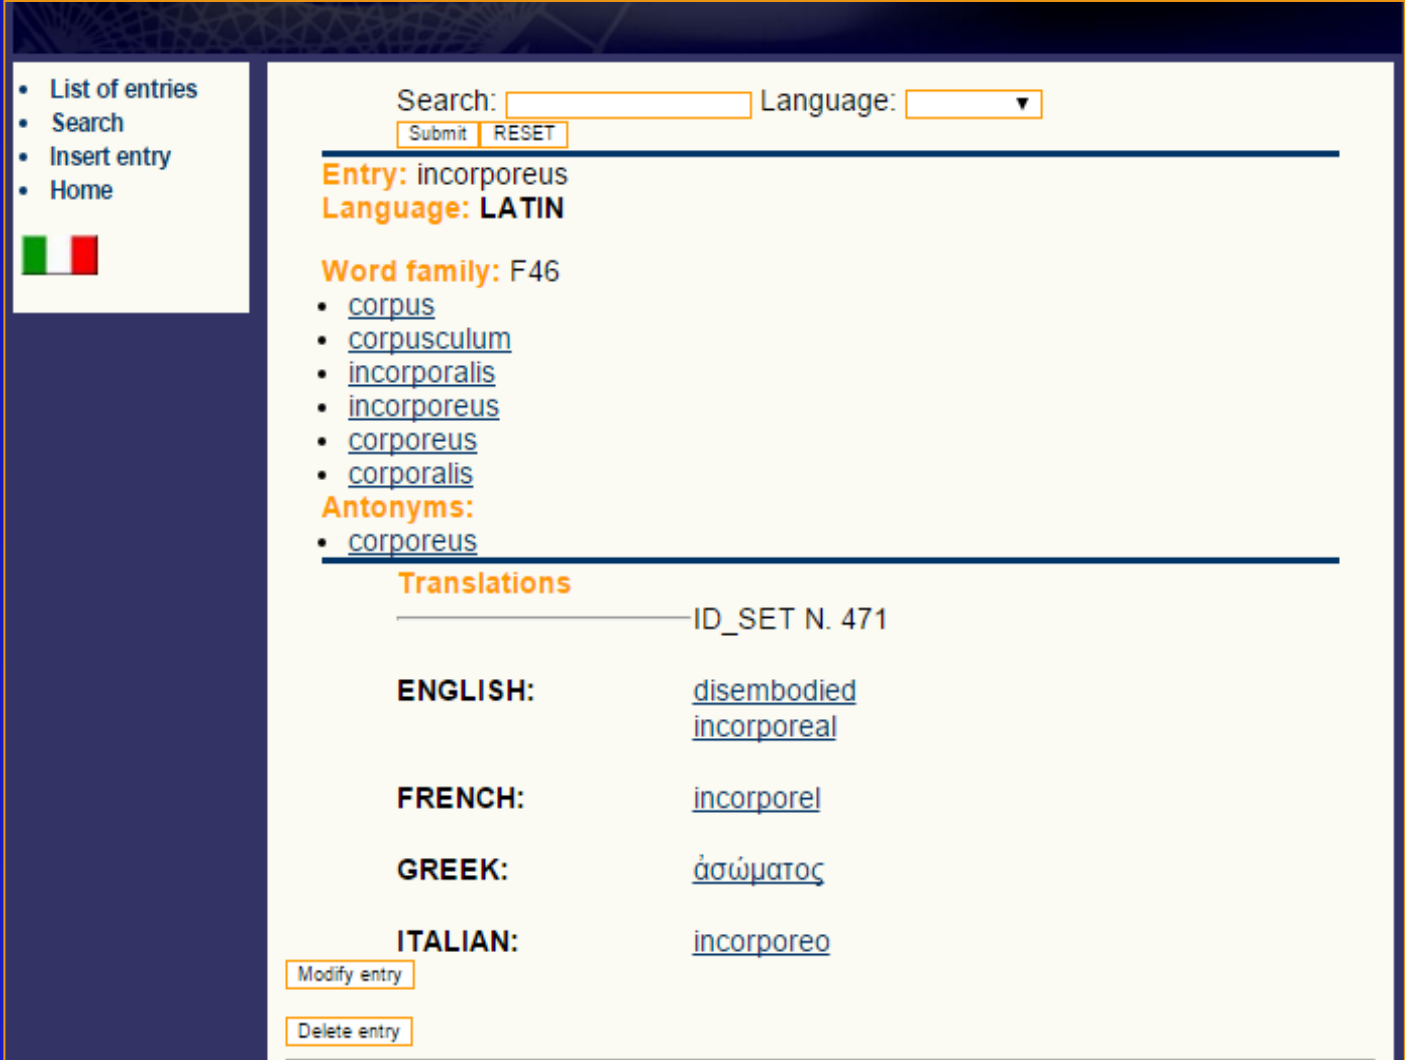 List of entries
Search
Insert entry
Home
Search: Language:
Submit RESET
Entry: incorporeus
Language: LATIN
Word family: F46
corpus
corpusculum
incorporalis
incorporeus
corporeus
corporalis
Antonyms:
corporeus
Translations
ID_SET N. 471
ENGLISH: disembodied
incorporeal
FRENCH: incorporel
GREEK: ἀσώματος
ITALIAN: incorporeo
Modify entry
Delete entry